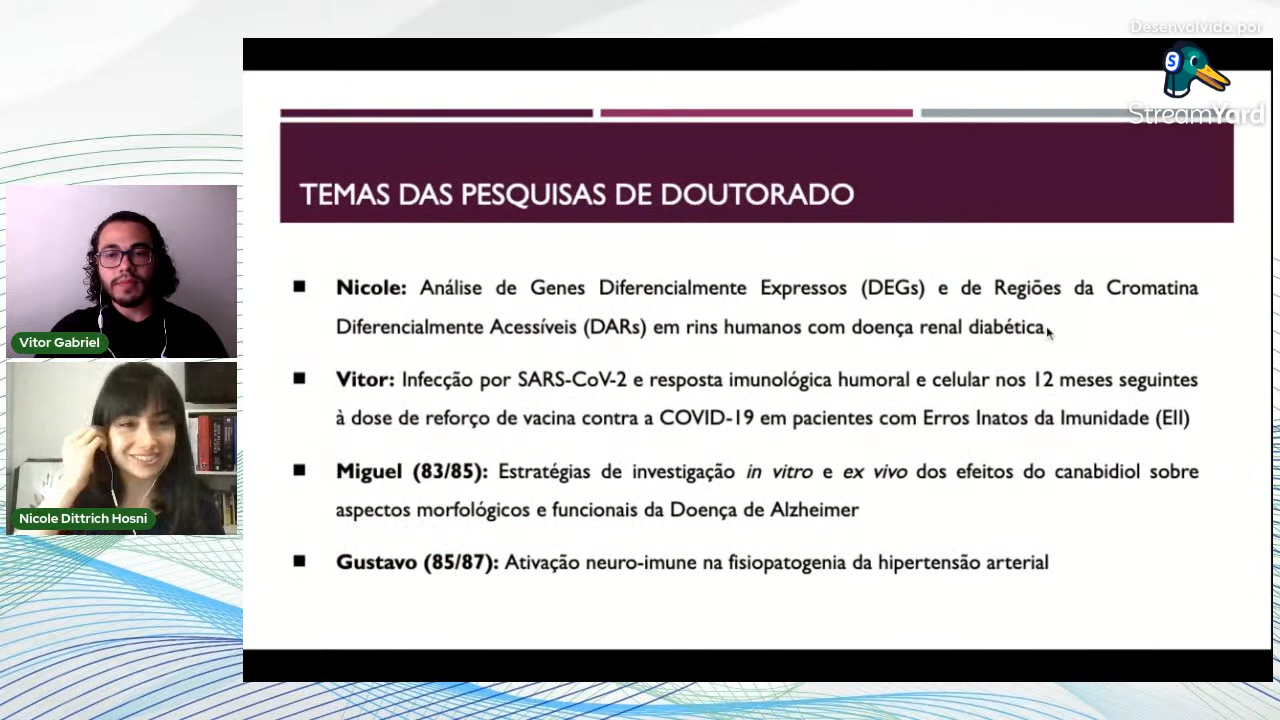 Desenvolvido por
S
StreamYard
TEMAS DAS PESQUISAS DE DOUTORADO
■ Nicole: Análise de Genes Diferencialmente Expressos (DEGs) e de Regiões da Cromatina
Diferencialmente Acessíveis (DARs) em rins humanos com doença renal diabética.
■ Vitor: Infecção por SARS-CoV-2 e resposta imunológica humoral e celular nos 12 meses seguintes
à dose de reforço de vacina contra a COVID-19 em pacientes com Erros Inatos da Imunidade (EII)
■ Miguel (83/85): Estratégias de investigação in vitro e ex vivo dos efeitos do canabidiol sobre
aspectos morfológicos e funcionais da Doença de Alzheimer
■ Gustavo (85/87): Ativação neuro-imune na fisiopatogenia da hipertensão arterial
Vitor Gabriel
Nicole Dittrich Hosni